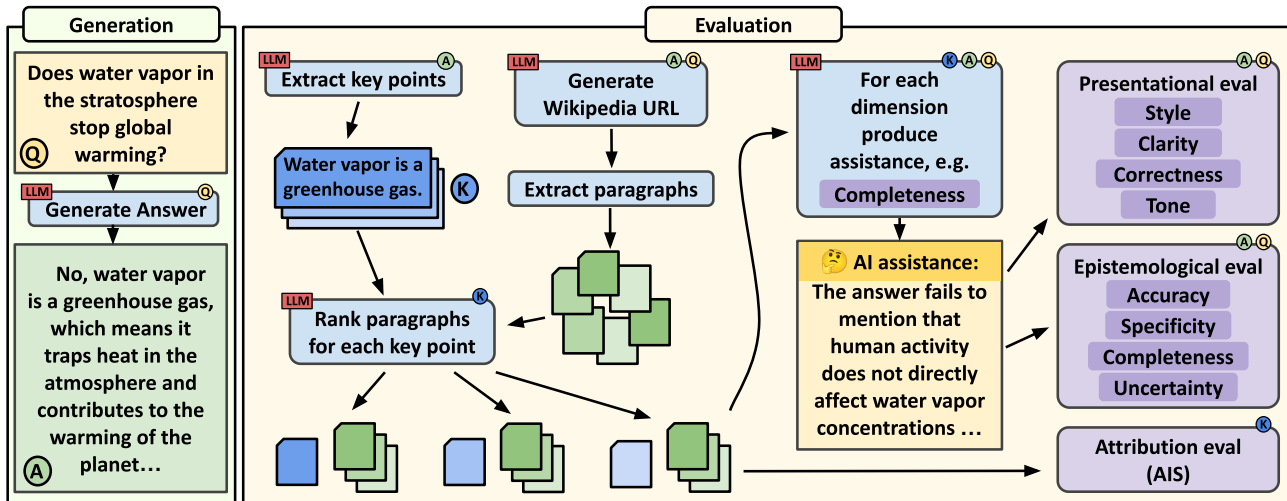 Generation
Does water vapor in
the stratosphere
stop global
warming?
Q
LLM
Q
Generate Answer
No, water vapor
is a greenhouse gas,
which means it
traps heat in the
atmosphere and
contributes to the
warming of the
planet…
A
Evaluation
LLM
A
Extract key points
Water vapor is a
greenhouse gas.
K
LLM
A Q
Generate
Wikipedia URL
Extract paragraphs
LLM
K
Rank paragraphs
for each key point
LLM
K A Q
For each
dimension
produce
assistance, e.g.
Completeness
AI assistance:
The answer fails to
mention that
human activity
does not directly
affect water vapor
concentrations …
A Q
Presentational eval
Style
Clarity
Correctness
Tone
A Q
Epistemological eval
Accuracy
Specificity
Completeness
Uncertainty
K
Attribution eval
(AIS)